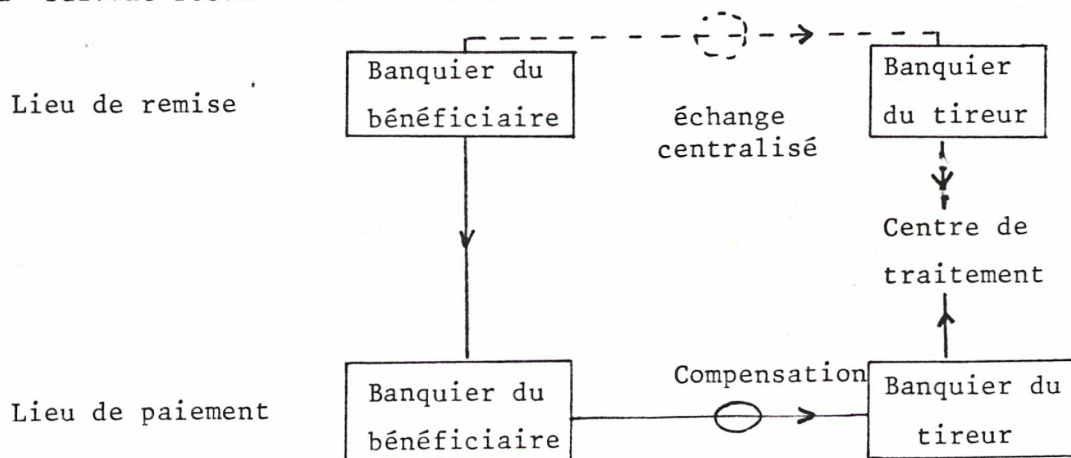 Banquier du
bénéficiaire
Banquier
du tireur
Lieu de remise
échange
centralisé
Centre de
traitement
Compensation
Banquier du
bénéficiaire
Banquier du
tireur
Lieu de paiement